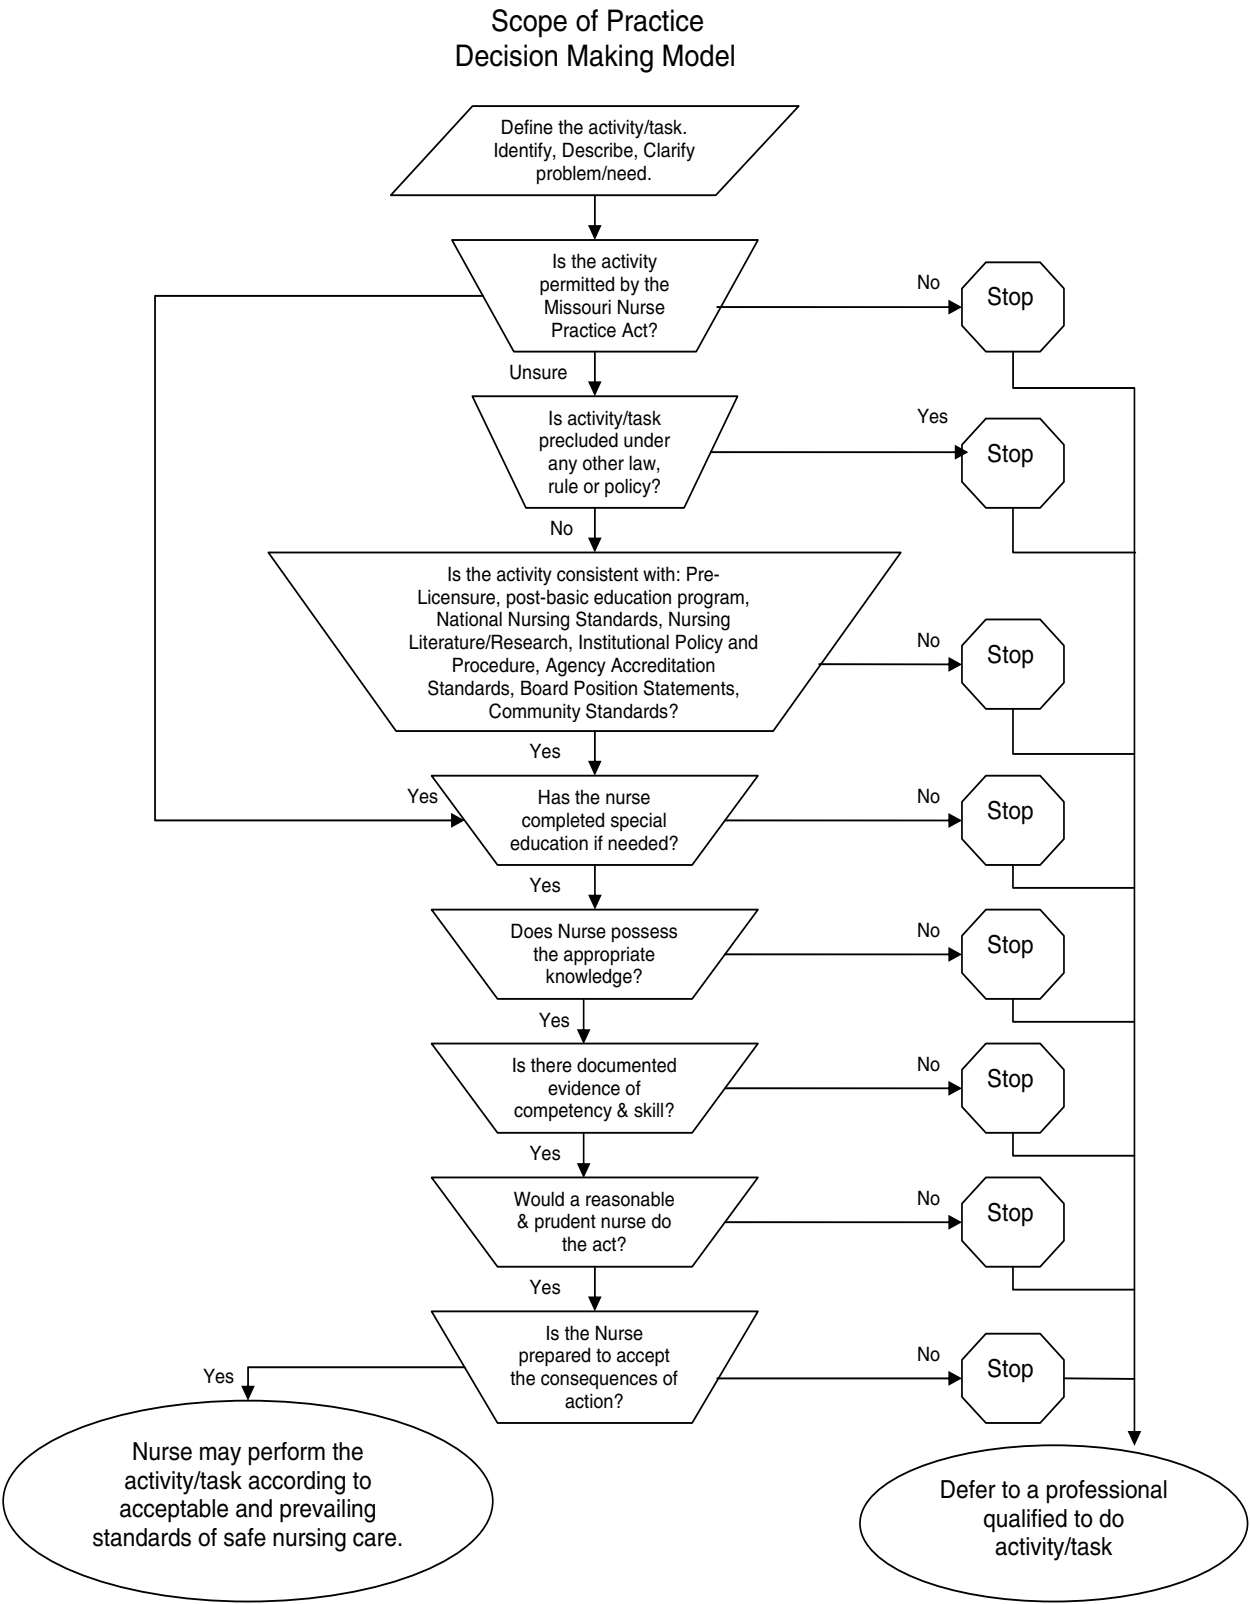 Scope of Practice
Decision Making Model
Define the activity/task.
Identify, Describe, Clarify
problem/need.
Is the activity
permitted by the
Missouri Nurse
Practice Act?
No
Stop
Unsure
Is activity/task
precluded under
any other law,
rule or policy?
Yes
Stop
No
Is the activity consistent with: Pre-
Licensure, post-basic education program,
National Nursing Standards, Nursing
Literature/Research, Institutional Policy and
Procedure, Agency Accreditation
Standards, Board Position Statements,
Community Standards?
No
Stop
Yes
Yes
Has the nurse
completed special
education if needed?
No
Stop
Yes
Does Nurse possess
the appropriate
knowledge?
No
Stop
Yes
Is there documented
evidence of
competency & skill?
No
Stop
Yes
Would a reasonable
& prudent nurse do
the act?
No
Stop
Yes
Is the Nurse
prepared to accept
the consequences of
action?
No
Stop
Yes
Nurse may perform the
activity/task according to
acceptable and prevailing
standards of safe nursing care.
Defer to a professional
qualified to do
activity/task